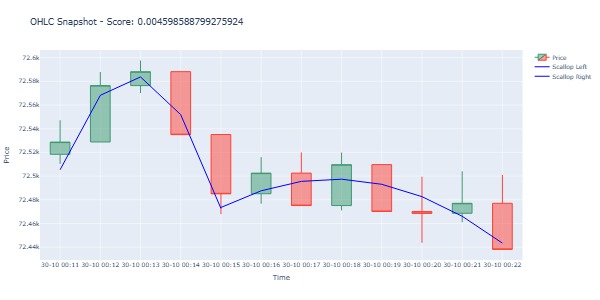 OHLC Snapshot - Score: 0.004598588799275924
72.6k
72.58k
72.56k
72.54k
72.52k
72.5k
72.48k
72.46k
72.44k
Price
30-10 00:11 30-10 00:12 30-10 00:13 30-10 00:14 30-10 00:15 30-10 00:16 30-10 00:17 30-10 00:18 30-10 00:19 30-10 00:20 30-10 00:21 30-10 00:22
Time
Price
Scallop Left
Scallop Right